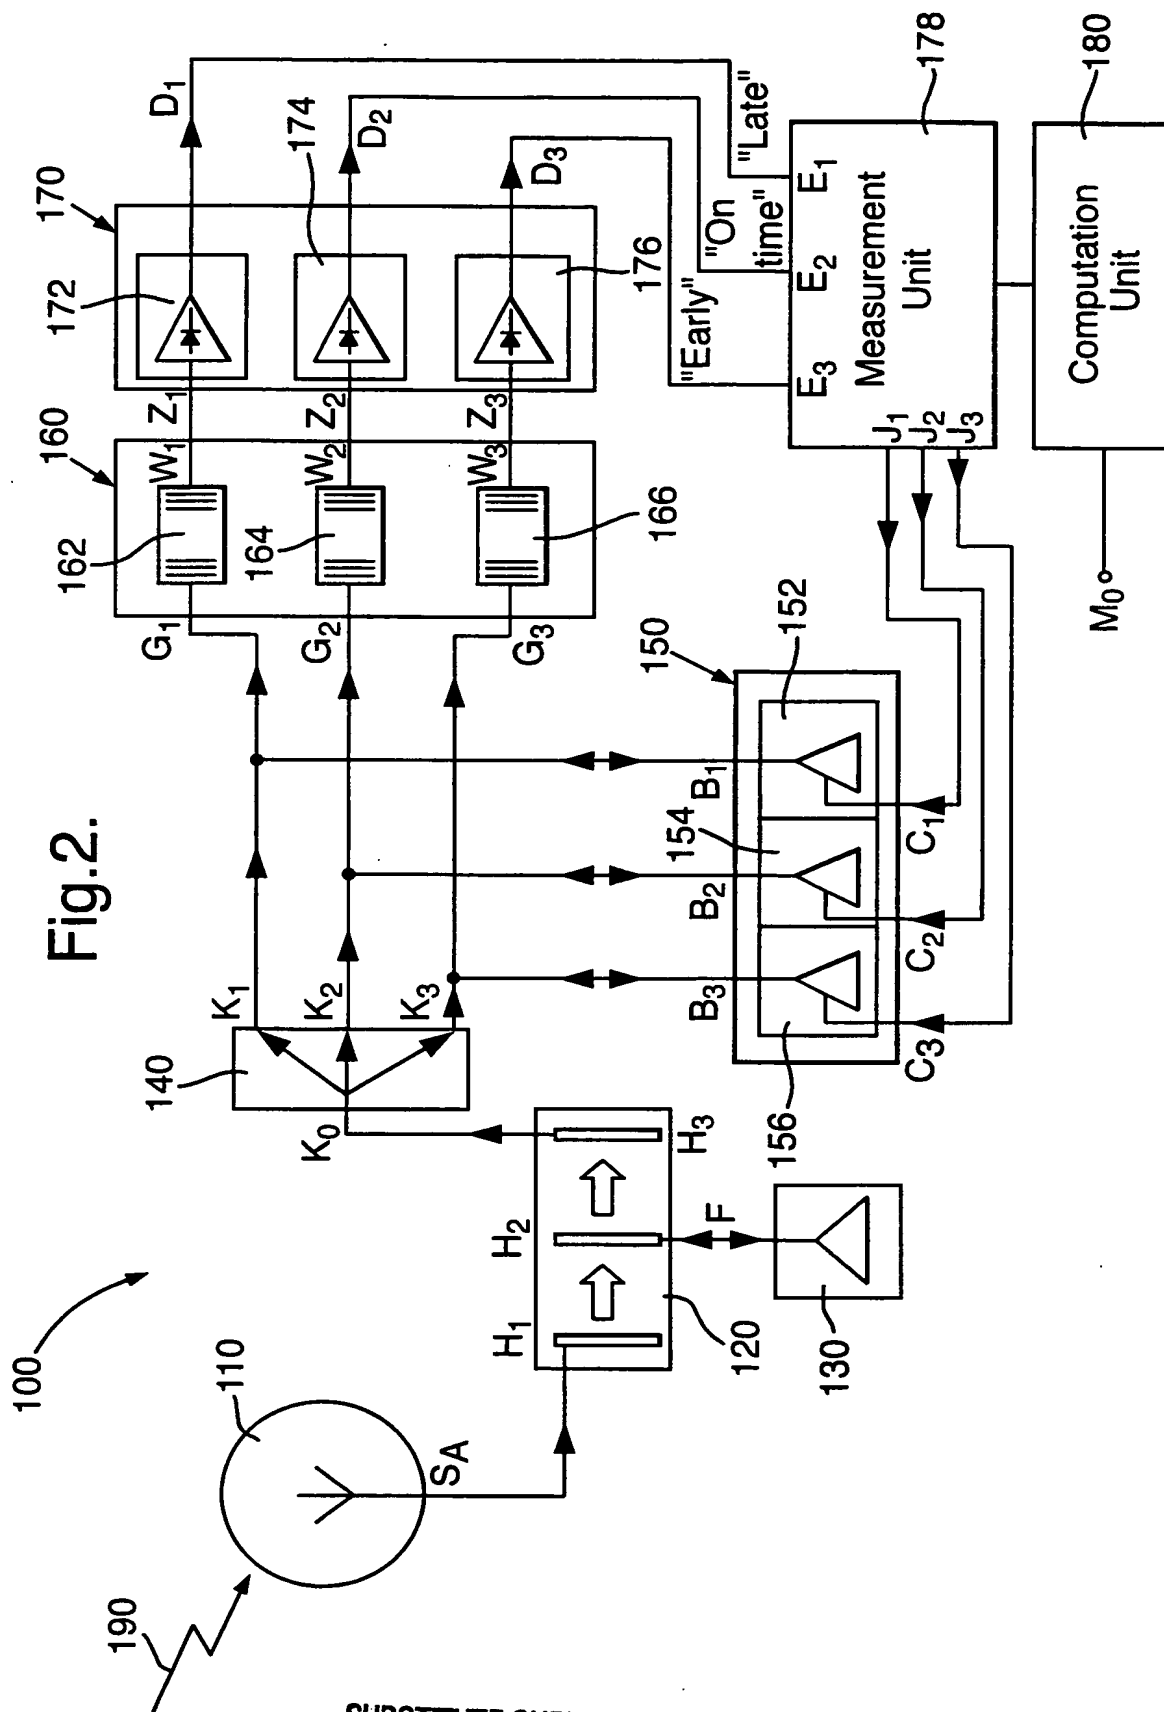 Fig.2.
100
190
110
SA
H1
H2
H3
120
F
130
K0
140
K1
K2
K3
G1
G2
G3
160
162
164
166
W1
W2
W3
Z1
Z2
Z3
170
172
174
176
D1
D2
D3
"Late"
"On
time"
"Early"
E1
E2
E3
Measurement
Unit
178
J1
J2
J3
Computation
Unit
180
M0
150
152
154
156
B1
B2
B3
C1
C2
C3